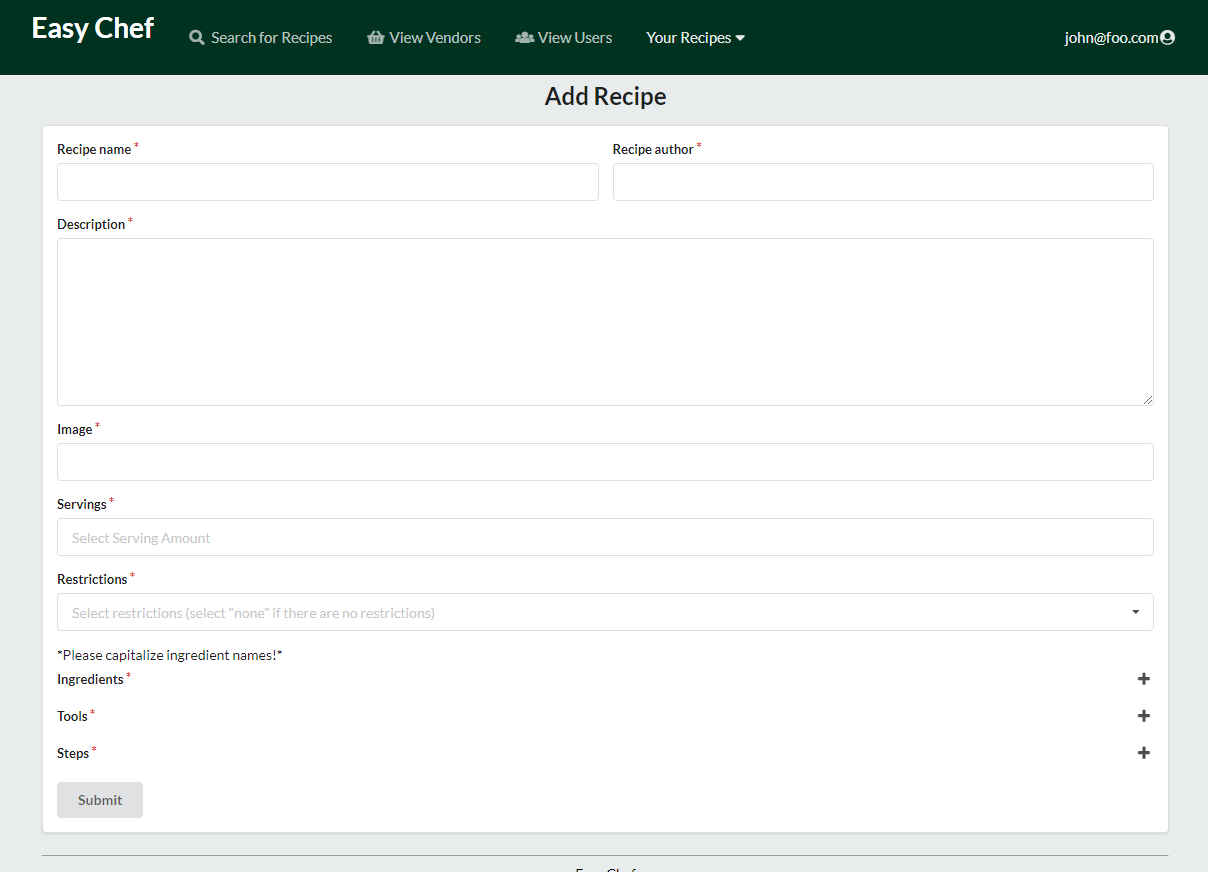 Easy Chef
Search for Recipes
View Vendors
View Users
Your Recipes
john@foo.com
Add Recipe
Recipe name *
Recipe author *
Description *
Image *
Servings *
Select Serving Amount
Restrictions *
Select restrictions (select "none" if there are no restrictions)
*Please capitalize ingredient names!*
Ingredients *
Tools *
Steps *
Submit
Easy Chef